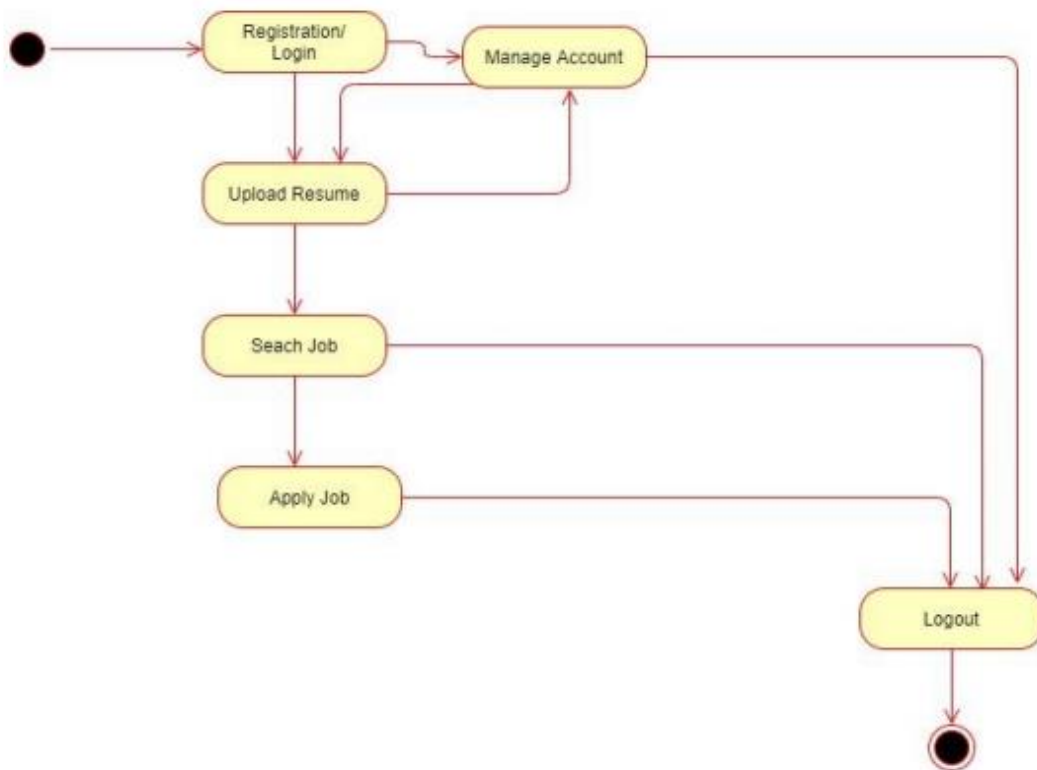 Registration/
Login
Manage Account
Upload Resume
Seach Job
Apply Job
Logout